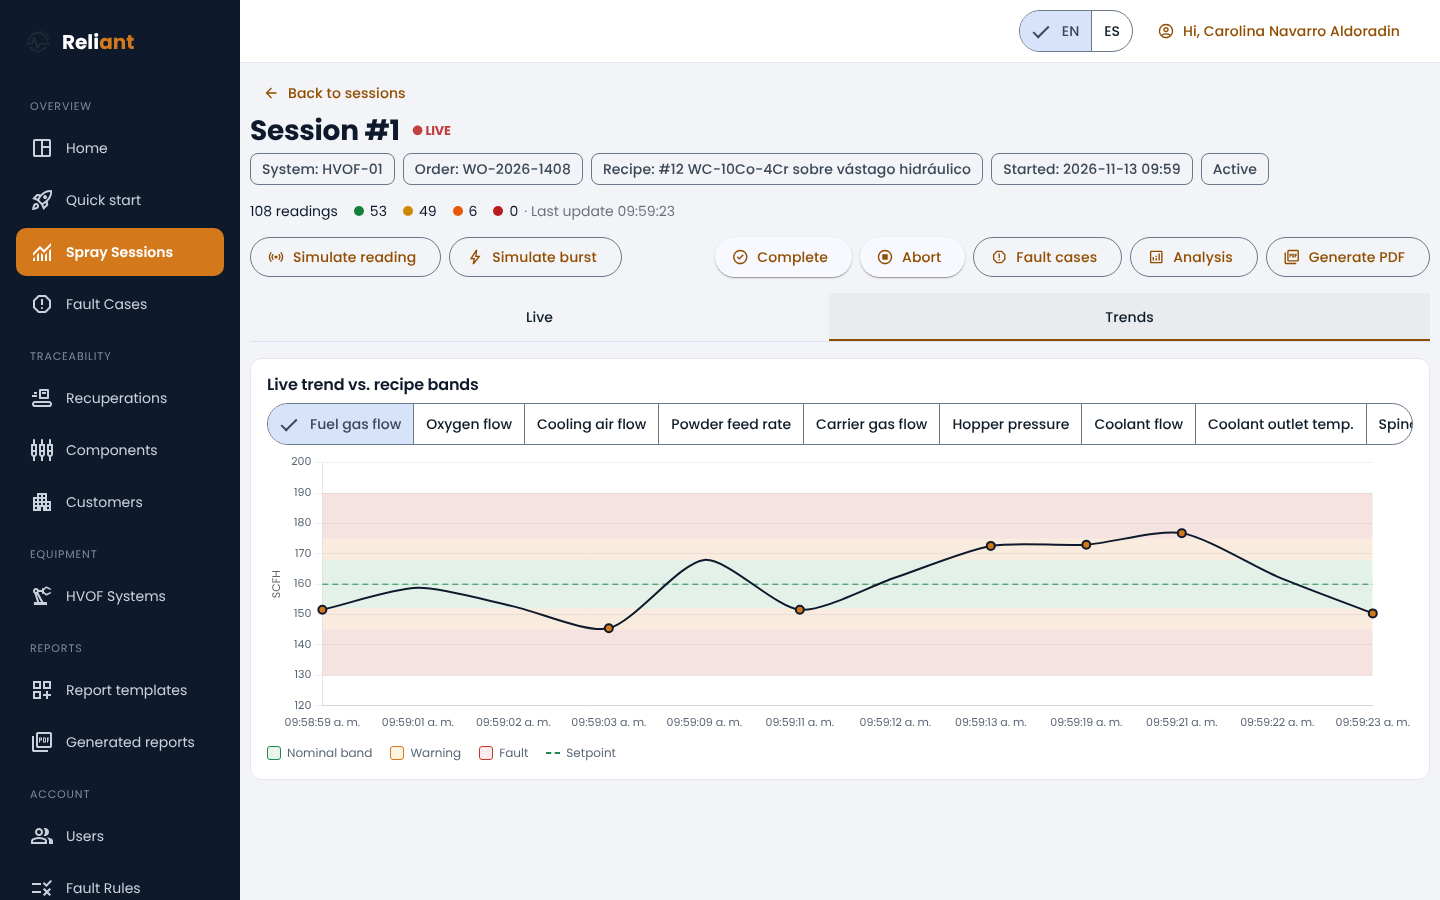 Reliant
EN
ES
Hi, Carolina Navarro Aldoradin
OVERVIEW
Home
Quick start
Spray Sessions
Fault Cases
TRACEABILITY
Recuperations
Components
Customers
EQUIPMENT
HVOF Systems
REPORTS
Report templates
Generated reports
ACCOUNT
Users
Fault Rules
Back to sessions
Session #1
LIVE
System: HVOF-01
Order: WO-2026-1408
Recipe: #12 WC-10Co-4Cr sobre vástago hidráulico
Started: 2026-11-13 09:59
Active
108 readings
53
49
6
0
· Last update 09:59:23
Simulate reading
Simulate burst
Complete
Abort
Fault cases
Analysis
Generate PDF
Live
Trends
Live trend vs. recipe bands
Fuel gas flow
Oxygen flow
Cooling air flow
Powder feed rate
Carrier gas flow
Hopper pressure
Coolant flow
Coolant outlet temp.
Spin
SCFH
200
190
180
170
160
150
140
130
120
09:58:59 a. m.
09:59:01 a. m.
09:59:02 a. m.
09:59:03 a. m.
09:59:09 a. m.
09:59:11 a. m.
09:59:12 a. m.
09:59:13 a. m.
09:59:19 a. m.
09:59:21 a. m.
09:59:22 a. m.
09:59:23 a. m.
Nominal band
Warning
Fault
Setpoint